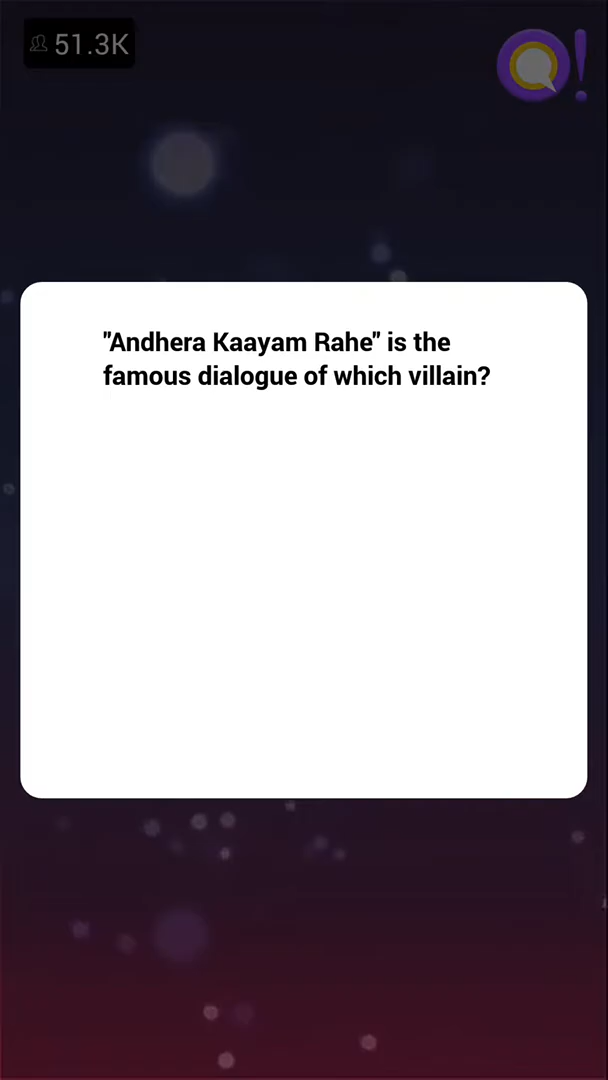 51.3K
"Andhera Kaayam Rahe" is the
famous dialogue of which villain?